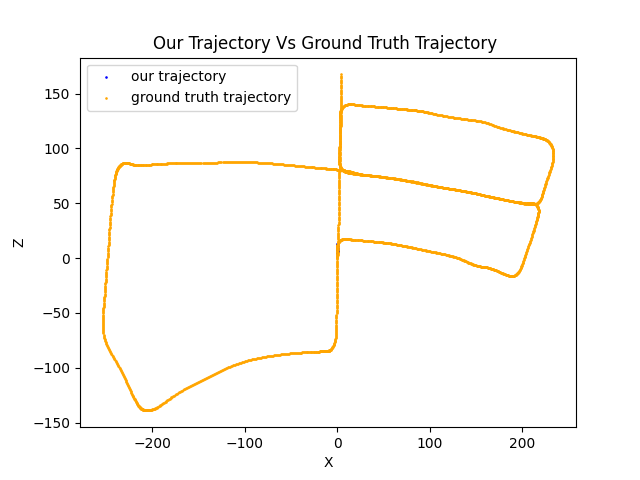 Our Trajectory Vs Ground Truth Trajectory
our trajectory
ground truth trajectory
150
100
50
0
−50
−100
−150
Z
−200
−100
0
100
200
X